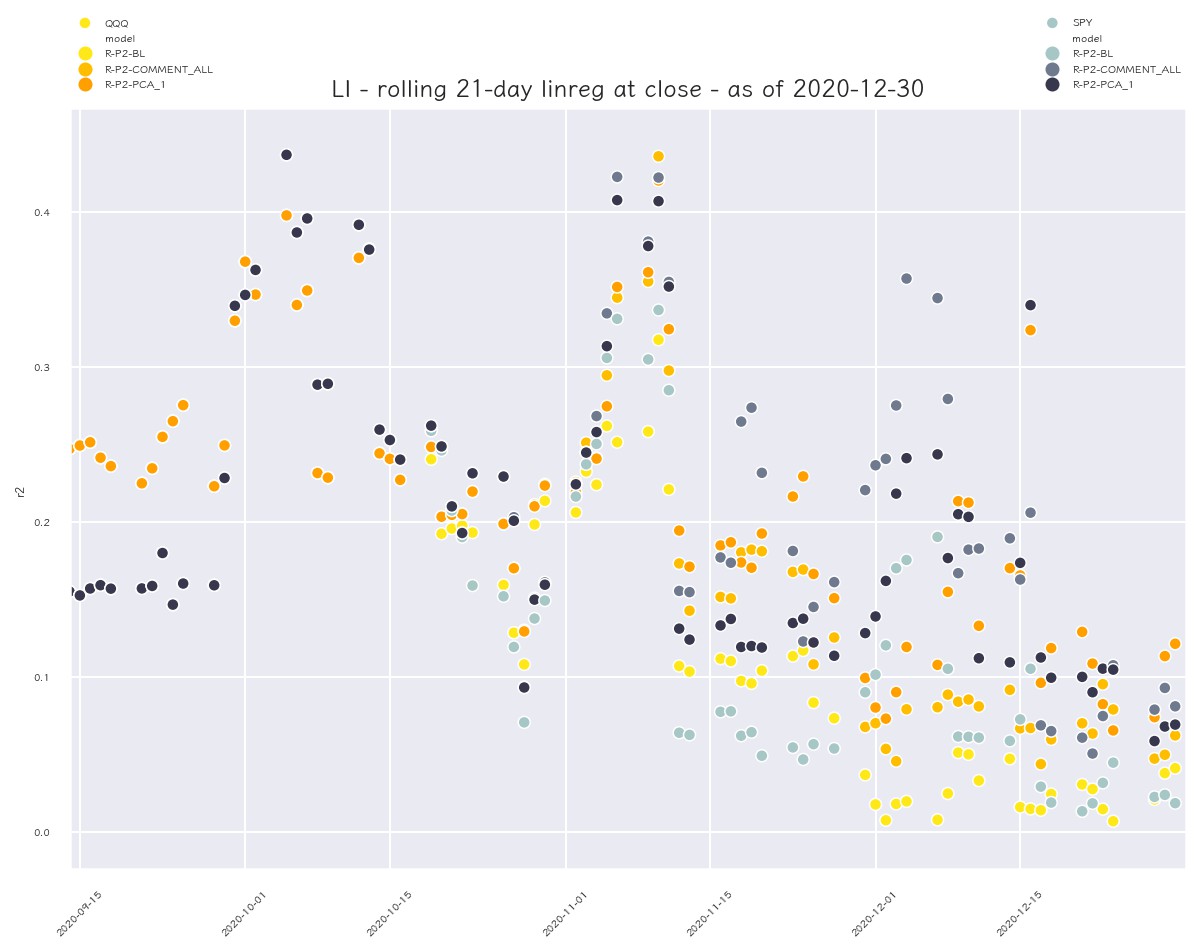 QQQ
model
R-P2-BL
R-P2-COMMENT_ALL
R-P2-PCA_1
SPY
model
R-P2-BL
R-P2-COMMENT_ALL
R-P2-PCA_1
LI - rolling 21-day linreg at close - as of 2020-12-30
r2
0.4
0.3
0.2
0.1
0.0
2020-09-15
2020-10-01
2020-10-15
2020-11-01
2020-11-15
2020-12-01
2020-12-15